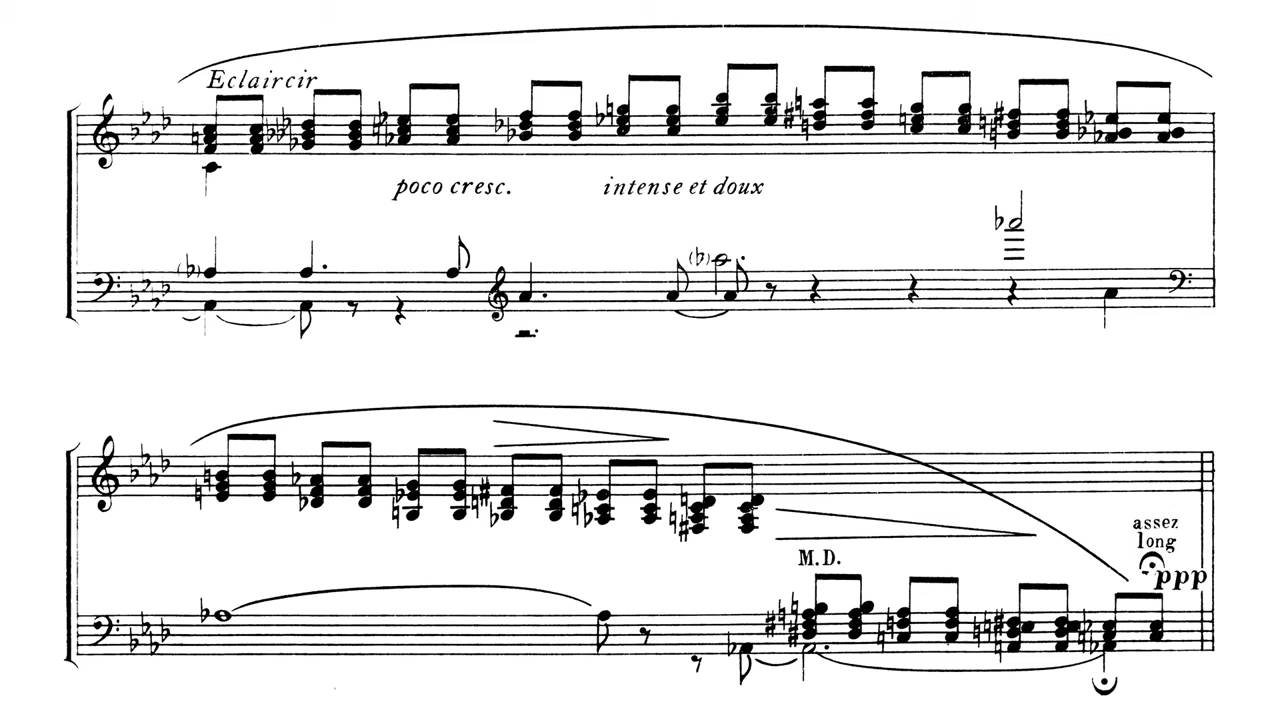 Eclaircir
poco cresc. intense et doux
assez
long
M.D.
ppp